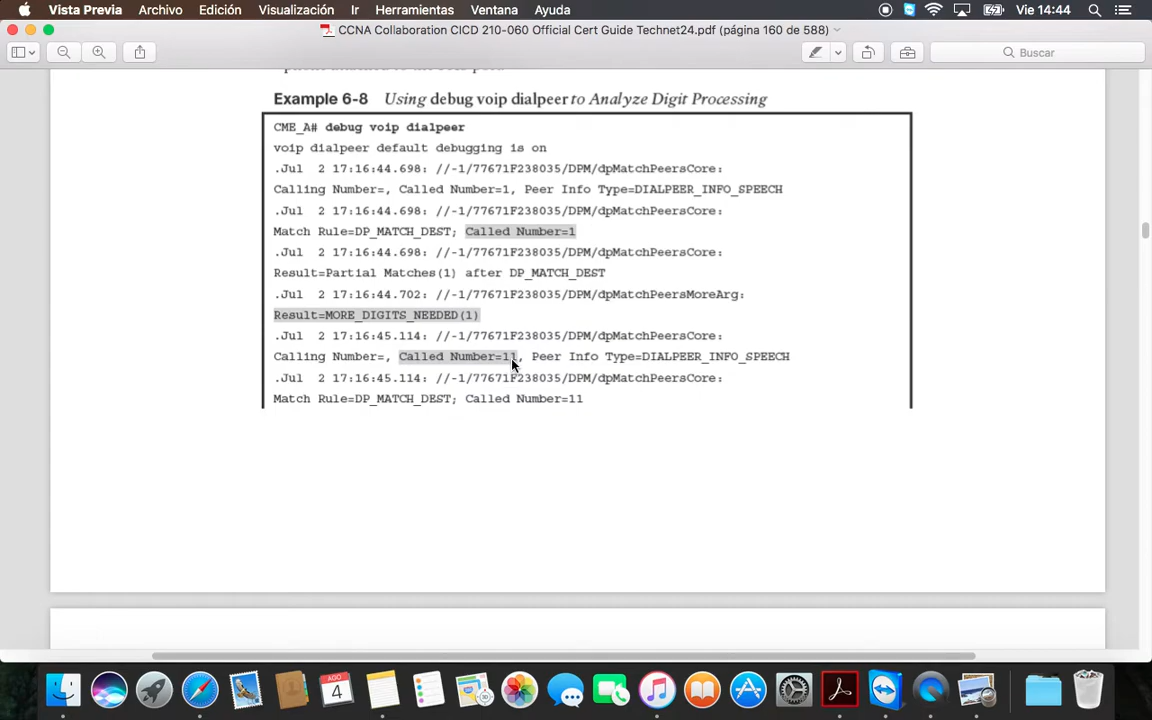 Vista Previa Archivo Edición Visualización Ir Herramientas Ventana Ayuda Vie 14:44
CCNA Collaboration CICD 210-060 Official Cert Guide Technet24.pdf (página 160 de 588)
Buscar
Example 6-8 Using debug voip dialpeer to Analyze Digit Processing
CME_A# debug voip dialpeer
voip dialpeer default debugging is on
.Jul 2 17:16:44.698: //-1/77671F238035/DPM/dpMatchPeersCore:
Calling Number=, Called Number=1, Peer Info Type=DIALPEER_INFO_SPEECH
.Jul 2 17:16:44.698: //-1/77671F238035/DPM/dpMatchPeersCore:
Match Rule=DP_MATCH_DEST; Called Number=1
.Jul 2 17:16:44.698: //-1/77671F238035/DPM/dpMatchPeersCore:
Result=Partial Matches(1) after DP_MATCH_DEST
.Jul 2 17:16:44.702: //-1/77671F238035/DPM/dpMatchPeersMoreArg:
Result=MORE_DIGITS_NEEDED(1)
.Jul 2 17:16:45.114: //-1/77671F238035/DPM/dpMatchPeersCore:
Calling Number=, Called Number=11, Peer Info Type=DIALPEER_INFO_SPEECH
.Jul 2 17:16:45.114: //-1/77671F238035/DPM/dpMatchPeersCore:
Match Rule=DP_MATCH_DEST; Called Number=11
AGO
4